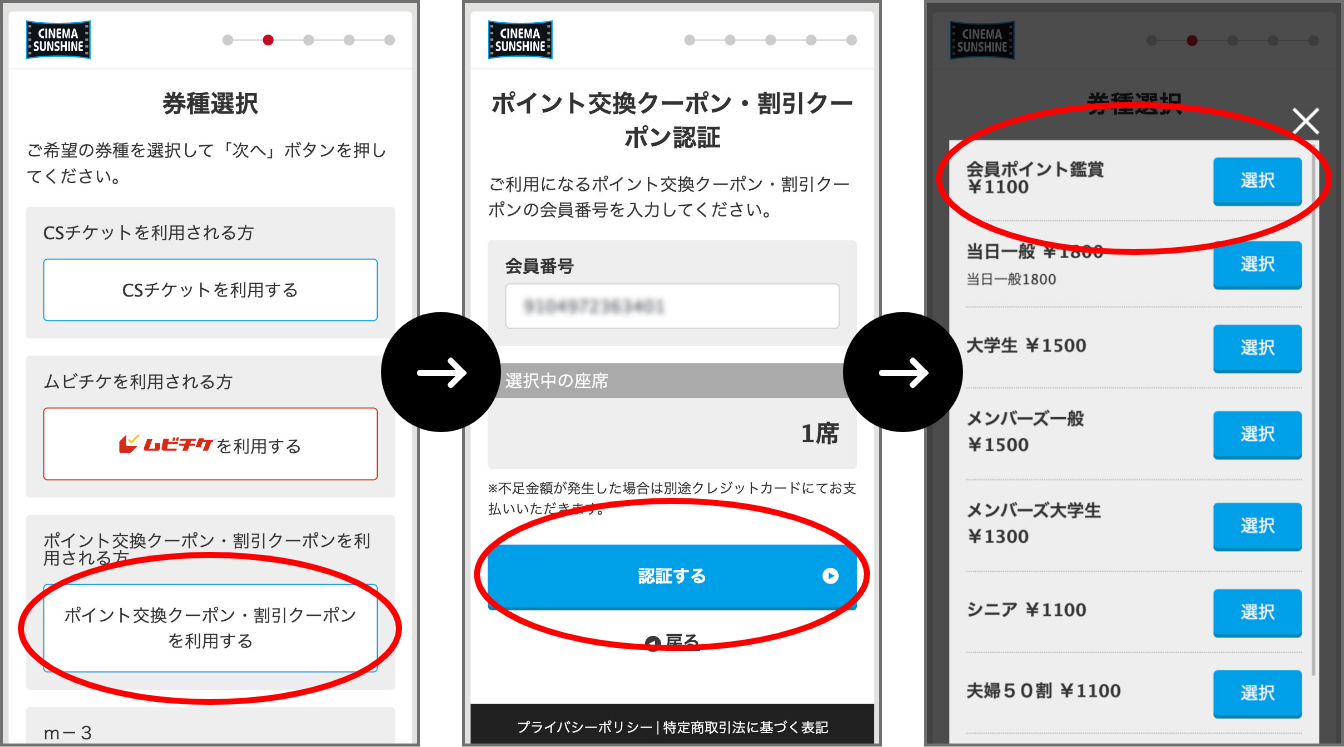 CINEMA
SUNSHINE
券種選択
ご希望の券種を選択して「次へ」ボタンを押し
てください。
CSチケットを利用される方
CSチケットを利用する
ムビチケを利用される方
ムビチケを利用する
ポイント交換クーポン・割引クーポンを利
用される方
ポイント交換クーポン・割引クーポン
を利用する
m−3
CINEMA
SUNSHINE
ポイント交換クーポン・割引クー
ポン認証
ご利用になるポイント交換クーポン・割引クー
ポンの会員番号を入力してください。
会員番号
選択中の座席
1席
※不足金額が発生した場合は別途クレジットカードにてお支
払いいただきます。
認証する
戻る
プライバシーポリシー | 特定商取引法に基づく表記
CINEMA
SUNSHINE
券種選択
会員ポイント鑑賞
￥1100
選択
当日一般 ￥1800
当日一般1800
選択
大学生 ￥1500
選択
メンバーズ一般
￥1500
選択
メンバーズ大学生
￥1300
選択
シニア ￥1100
選択
夫婦５０割 ￥1100
選択